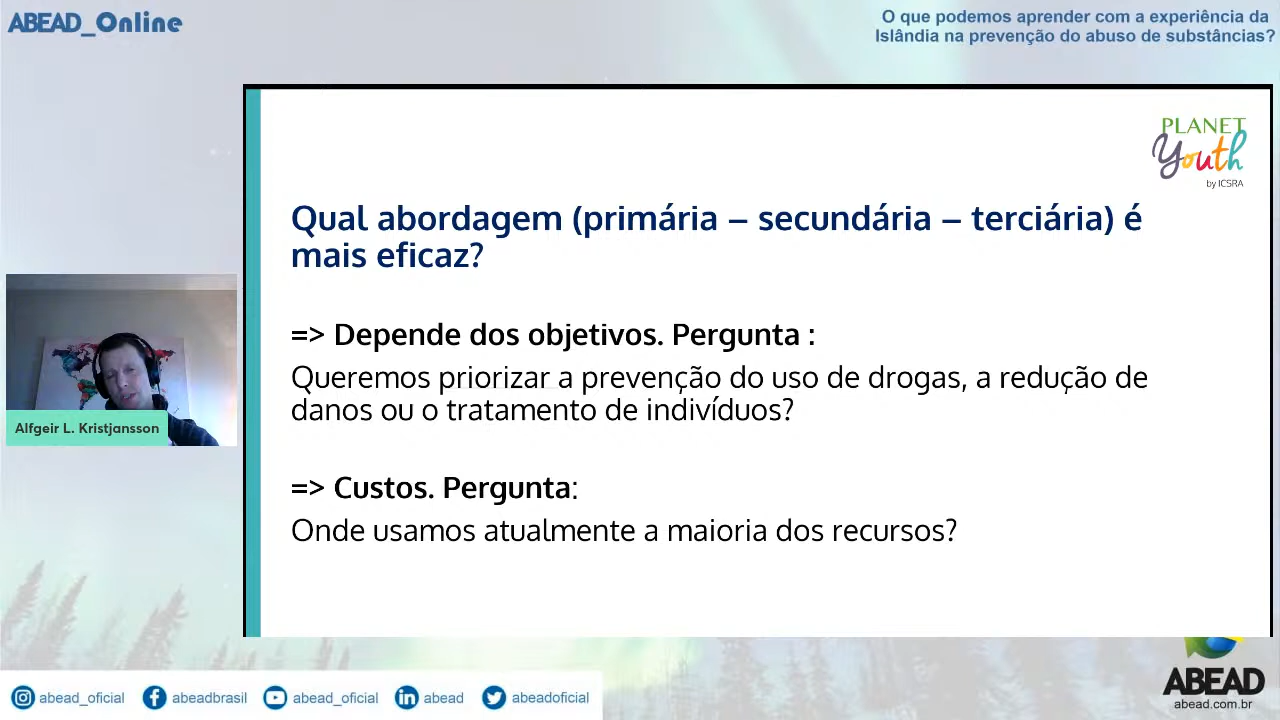 ABEAD_Online
O que podemos aprender com a experiência da
Islândia na prevenção do abuso de substâncias?
PLANET
Youth
by ICSRA
Qual abordagem (primária – secundária – terciária) é
mais eficaz?
=> Depende dos objetivos. Pergunta :
Queremos priorizar a prevenção do uso de drogas, a redução de
danos ou o tratamento de indivíduos?
=> Custos. Pergunta:
Onde usamos atualmente a maioria dos recursos?
Alfgeir L. Kristjansson
abead_oficial
abeadbrasil
abead_oficial
abead
abeadoficial
ABEAD
abead.com.br